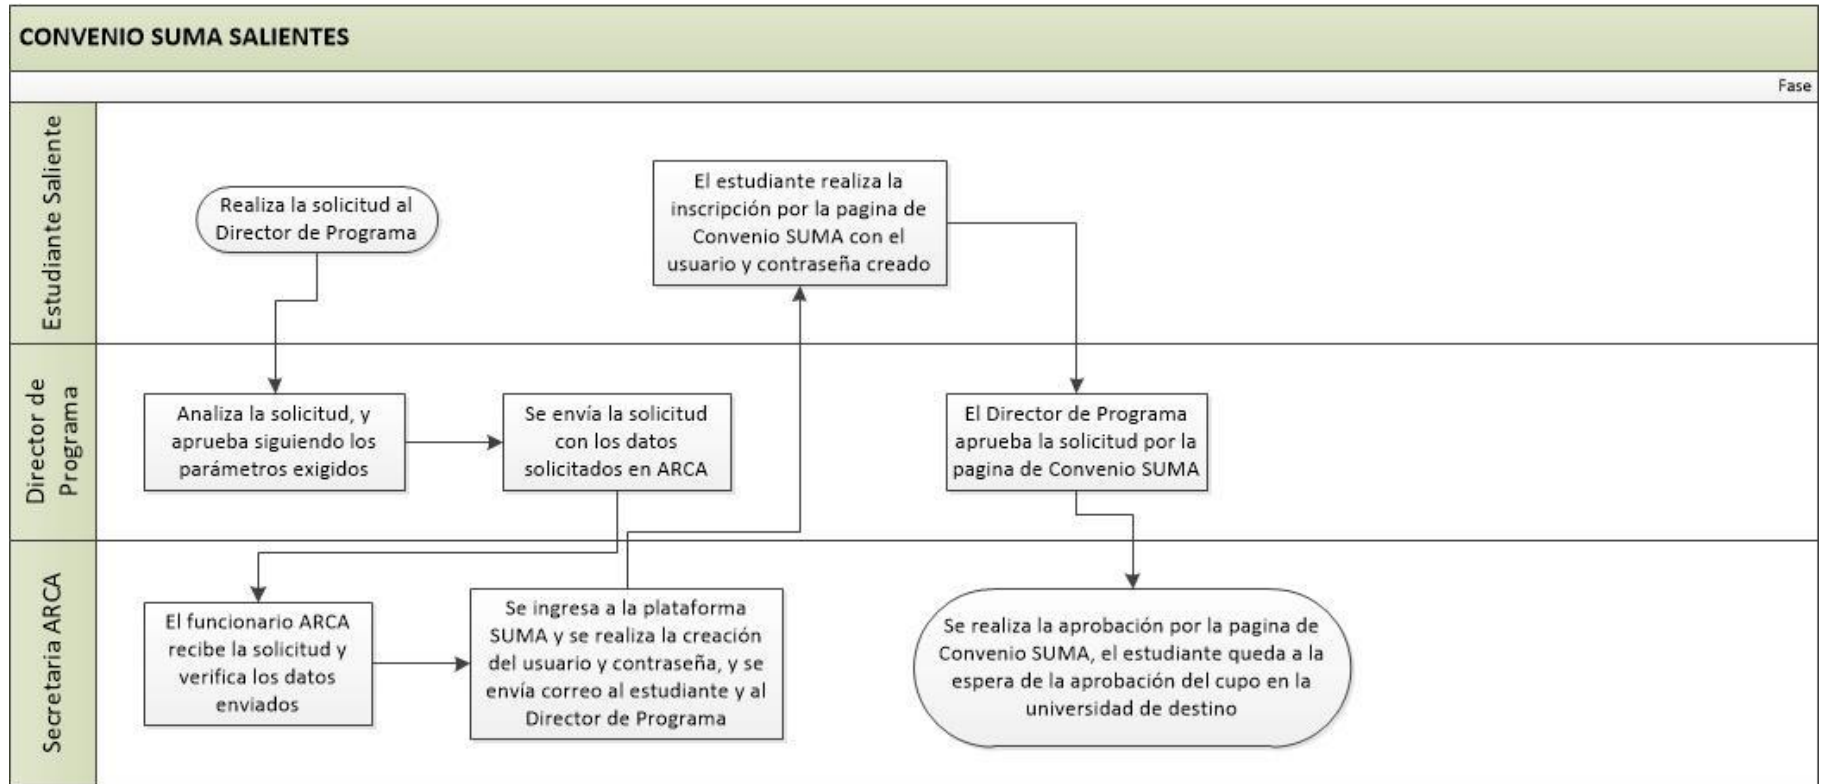 CONVENIO SUMA SALIENTES
Fase
Estudiante Saliente
Realiza la solicitud al
Director de Programa
El estudiante realiza la
inscripción por la pagina de
Convenio SUMA con el
usuario y contraseña creado
Director de
Programa
Analiza la solicitud, y
aprueba siguiendo los
parámetros exigidos
Se envía la solicitud
con los datos
solicitados en ARCA
El Director de Programa
aprueba la solicitud por la
pagina de Convenio SUMA
Secretaria ARCA
El funcionario ARCA
recibe la solicitud y
verifica los datos
enviados
Se ingresa a la plataforma
SUMA y se realiza la creación
del usuario y contraseña, y se
envía correo al estudiante y al
Director de Programa
Se realiza la aprobación por la pagina de
Convenio SUMA, el estudiante queda a la
espera de la aprobación del cupo en la
universidad de destino